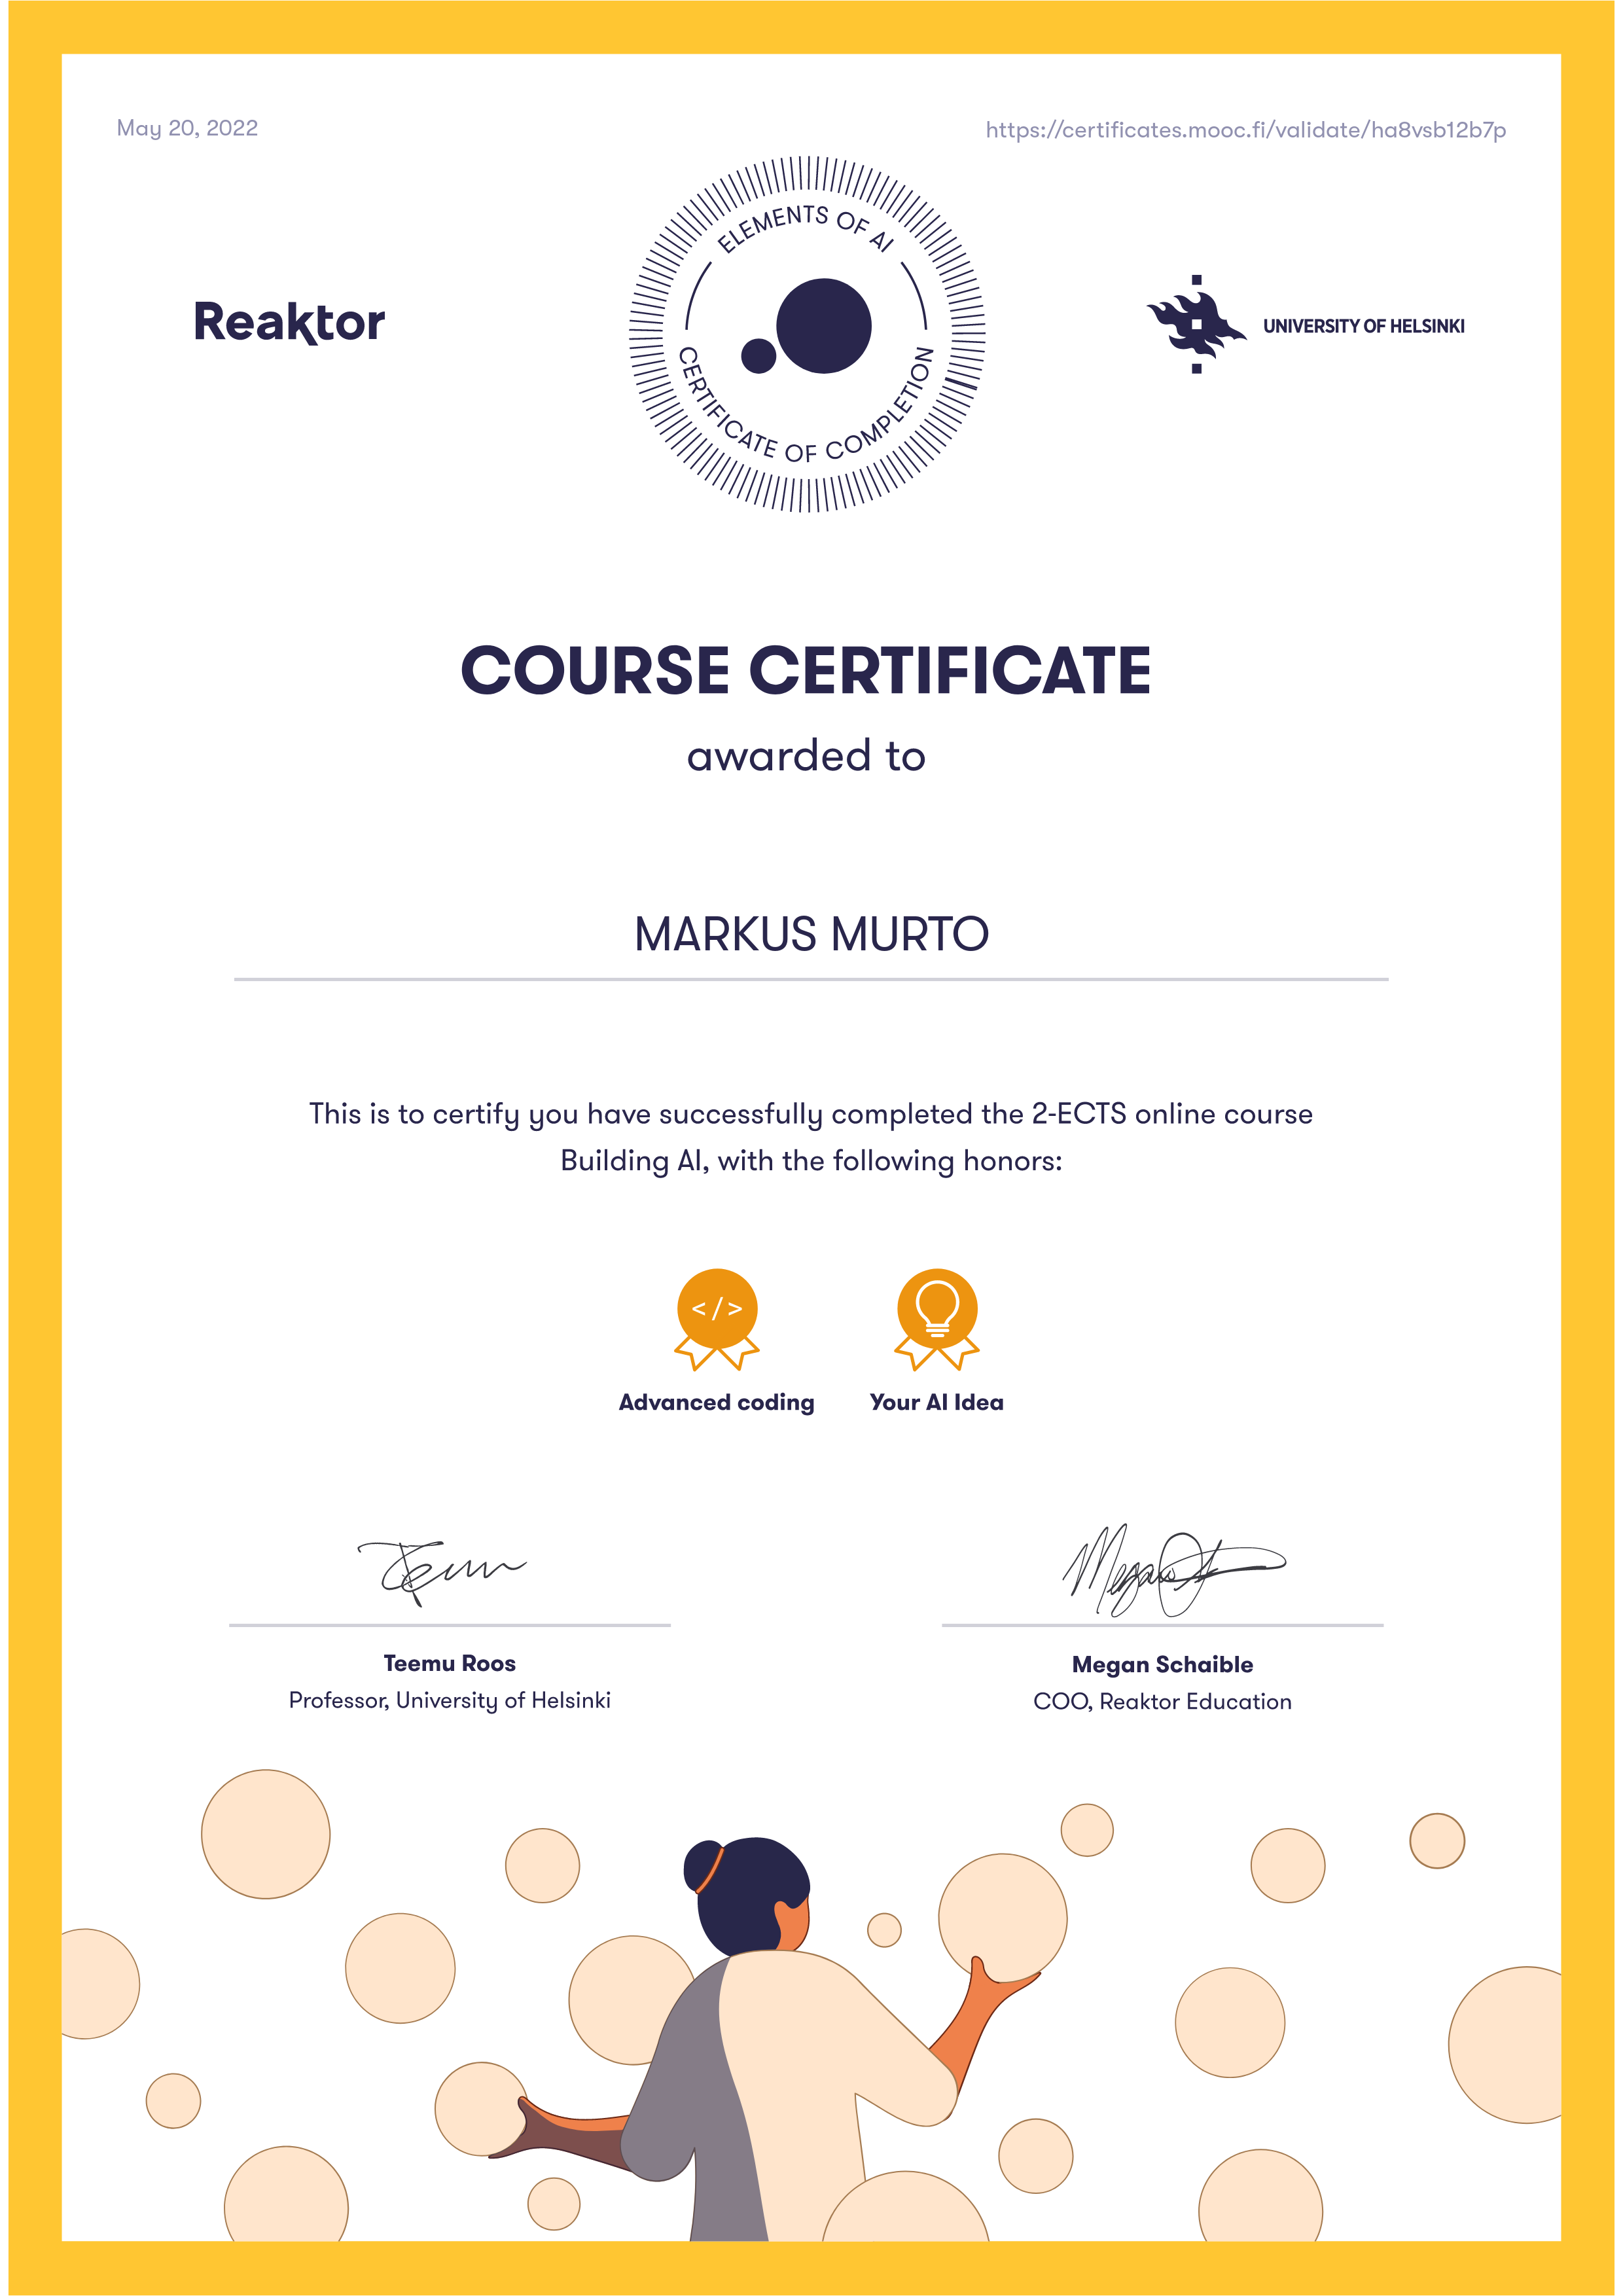 May 20, 2022
https://certificates.mooc.fi/validate/ha8vsb12b7p
ELEMENTS OF AI
CERTIFICATE OF COMPLETION
Reaktor
UNIVERSITY OF HELSINKI
COURSE CERTIFICATE
awarded to
MARKUS MURTO
This is to certify you have successfully completed the 2-ECTS online course
Building AI, with the following honors:
</>
Advanced coding
Your AI Idea
Teemu
Megan
Teemu Roos
Professor, University of Helsinki
Megan Schaible
COO, Reaktor Education